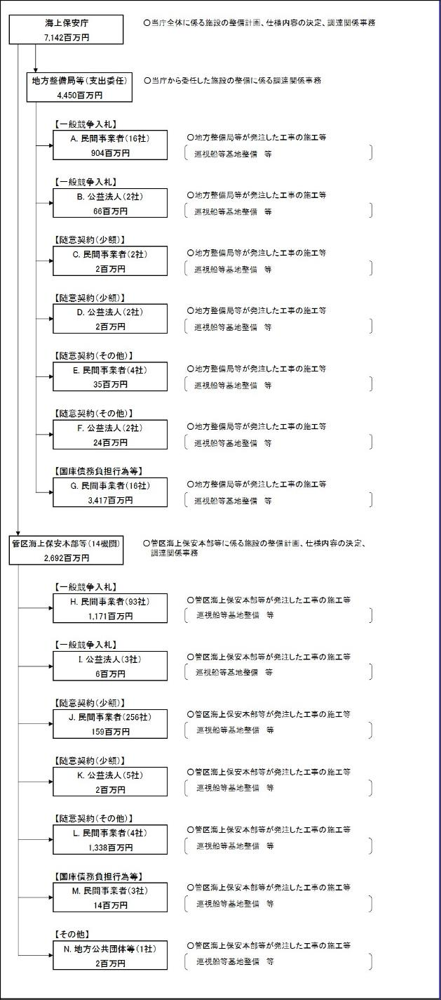 海上保安庁
7,142百万円
○当庁全体に係る施設の整備計画、仕様内容の決定、調達関係事務
地方整備局等(支出委任)
4,450百万円
○当庁から委任した施設の整備に係る調達関係事務
【一般競争入札】
A. 民間事業者(16社)
904百万円
○地方整備局等が発注した工事の施工等
巡視船等基地整備 等
【一般競争入札】
B. 公益法人(2社)
66百万円
○地方整備局等が発注した工事の施工等
巡視船等基地整備 等
【随意契約(少額)】
C. 民間事業者(2社)
2百万円
○地方整備局等が発注した工事の施工等
巡視船等基地整備 等
【随意契約(少額)】
D. 公益法人(2社)
2百万円
○地方整備局等が発注した工事の施工等
巡視船等基地整備 等
【随意契約(その他)】
E. 民間事業者(4社)
35百万円
○地方整備局等が発注した工事の施工等
巡視船等基地整備 等
【随意契約(その他)】
F. 公益法人(2社)
24百万円
○地方整備局等が発注した工事の施工等
巡視船等基地整備 等
【国庫債務負担行為等】
G. 民間事業者(16社)
3,417百万円
○地方整備局等が発注した工事の施工等
巡視船等基地整備 等
管区海上保安本部等(14機関)
2,692百万円
○管区海上保安本部等に係る施設の整備計画、仕様内容の決定、
調達関係事務
【一般競争入札】
H. 民間事業者(93社)
1,171百万円
○管区海上保安本部等が発注した工事の施工等
巡視船等基地整備 等
【一般競争入札】
I. 公益法人(3社)
6百万円
○管区海上保安本部等が発注した工事の施工等
巡視船等基地整備 等
【随意契約(少額)】
J. 民間事業者(256社)
159百万円
○管区海上保安本部等が発注した工事の施工等
巡視船等基地整備 等
【随意契約(少額)】
K. 公益法人(5社)
2百万円
○管区海上保安本部等が発注した工事の施工等
巡視船等基地整備 等
【随意契約(その他)】
L. 民間事業者(4社)
1,338百万円
○管区海上保安本部等が発注した工事の施工等
巡視船等基地整備 等
【国庫債務負担行為等】
M. 民間事業者(3社)
14百万円
○管区海上保安本部等が発注した工事の施工等
巡視船等基地整備 等
【その他】
N. 地方公共団体等(1社)
2百万円
○管区海上保安本部等が発注した工事の施工等
巡視船等基地整備 等